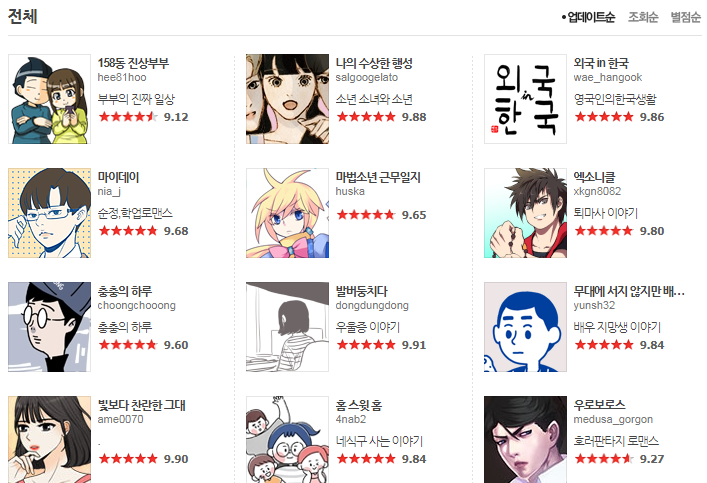 전체
업데이트순 조회순 별점순
158동 진상부부
hee81hoo
부부의 진짜 일상
9.12
나의 수상한 행성
salgoogelato
소년 소녀와 소년
9.88
외국 in 한국
외국
in
한국
wae_hangook
영국인의한국생활
9.86
마이데이
nia_j
순정,학업로맨스
9.68
마법소년 근무일지
huska
9.65
엑소니클
xkgn8082
퇴마사 이야기
9.80
충충의 하루
choongchooong
충충의 하루
9.60
발버둥치다
dongdungdong
우울증 이야기
9.91
무대에 서지 않지만 배...
yunsh32
배우 지망생 이야기
9.84
빛보다 찬란한 그대
ame0070
.
9.90
홈 스윗 홈
4nab2
네식구 사는 이야기
9.84
우로보로스
medusa_gorgon
호러판타지 로맨스
9.27